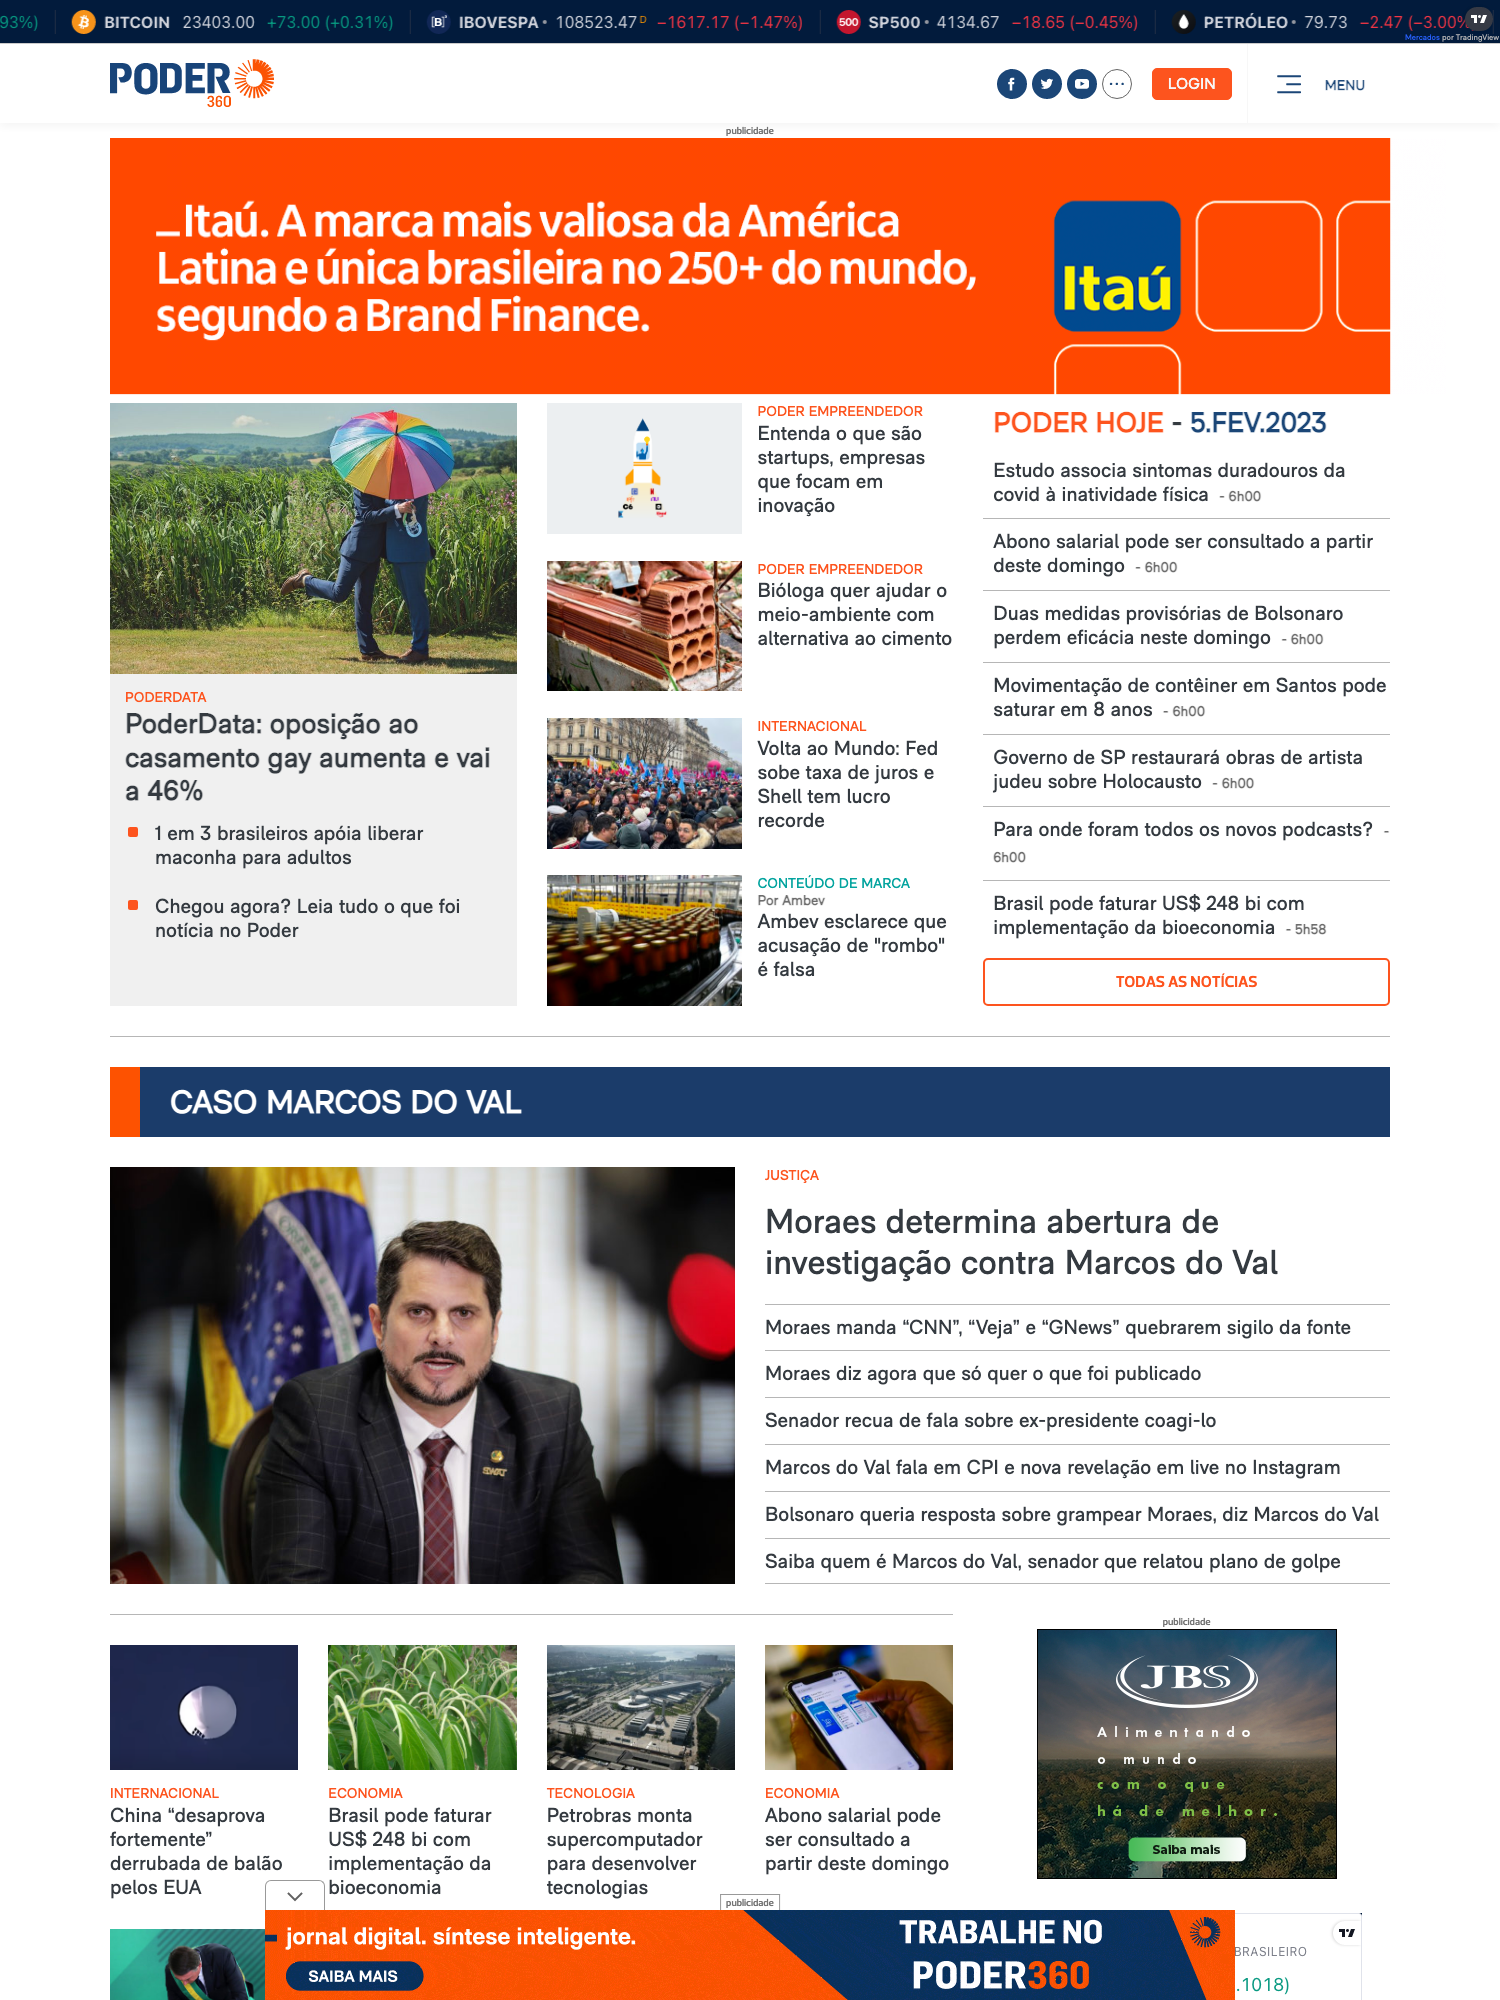 93%)
BITCOIN 23403.00 +73.00 (+0.31%)
IBOVESPA 108523.47 D −1617.17 (−1.47%)
500 SP500 4134.67 −18.65 (−0.45%)
PETRÓLEO 79.73 −2.47 (−3.00%
Mercados por TradingView
PODER
360
LOGIN
MENU
publicidade
_Itaú. A marca mais valiosa da América
Latina e única brasileira no 250+ do mundo,
segundo a Brand Finance.
Itaú
PODERDATA
PoderData: oposição ao
casamento gay aumenta e vai
a 46%
1 em 3 brasileiros apóia liberar
maconha para adultos
Chegou agora? Leia tudo o que foi
notícia no Poder
PODER EMPREENDEDOR
Entenda o que são
startups, empresas
que focam em
inovação
PODER EMPREENDEDOR
Bióloga quer ajudar o
meio-ambiente com
alternativa ao cimento
INTERNACIONAL
Volta ao Mundo: Fed
sobe taxa de juros e
Shell tem lucro
recorde
CONTEÚDO DE MARCA
Por Ambev
Ambev esclarece que
acusação de "rombo"
é falsa
PODER HOJE - 5.FEV.2023
Estudo associa sintomas duradouros da
covid à inatividade física - 6h00
Abono salarial pode ser consultado a partir
deste domingo - 6h00
Duas medidas provisórias de Bolsonaro
perdem eficácia neste domingo - 6h00
Movimentação de contêiner em Santos pode
saturar em 8 anos - 6h00
Governo de SP restaurará obras de artista
judeu sobre Holocausto - 6h00
Para onde foram todos os novos podcasts? -
6h00
Brasil pode faturar US$ 248 bi com
implementação da bioeconomia - 5h58
TODAS AS NOTÍCIAS
CASO MARCOS DO VAL
JUSTIÇA
Moraes determina abertura de
investigação contra Marcos do Val
Moraes manda “CNN”, “Veja” e “GNews” quebrarem sigilo da fonte
Moraes diz agora que só quer o que foi publicado
Senador recua de fala sobre ex-presidente coagi-lo
Marcos do Val fala em CPI e nova revelação em live no Instagram
Bolsonaro queria resposta sobre grampear Moraes, diz Marcos do Val
Saiba quem é Marcos do Val, senador que relatou plano de golpe
INTERNACIONAL
China “desaprova
fortemente”
derrubada de balão
pelos EUA
ECONOMIA
Brasil pode faturar
US$ 248 bi com
implementação da
bioeconomia
TECNOLOGIA
Petrobras monta
supercomputador
para desenvolver
tecnologias
ECONOMIA
Abono salarial pode
ser consultado a
partir deste domingo
publicidade
JBS
Alimentando
o mundo
com o que
há de melhor.
Saiba mais
publicidade
jornal digital. síntese inteligente.
SAIBA MAIS
TRABALHE NO
PODER360
BRASILEIRO
.1018)